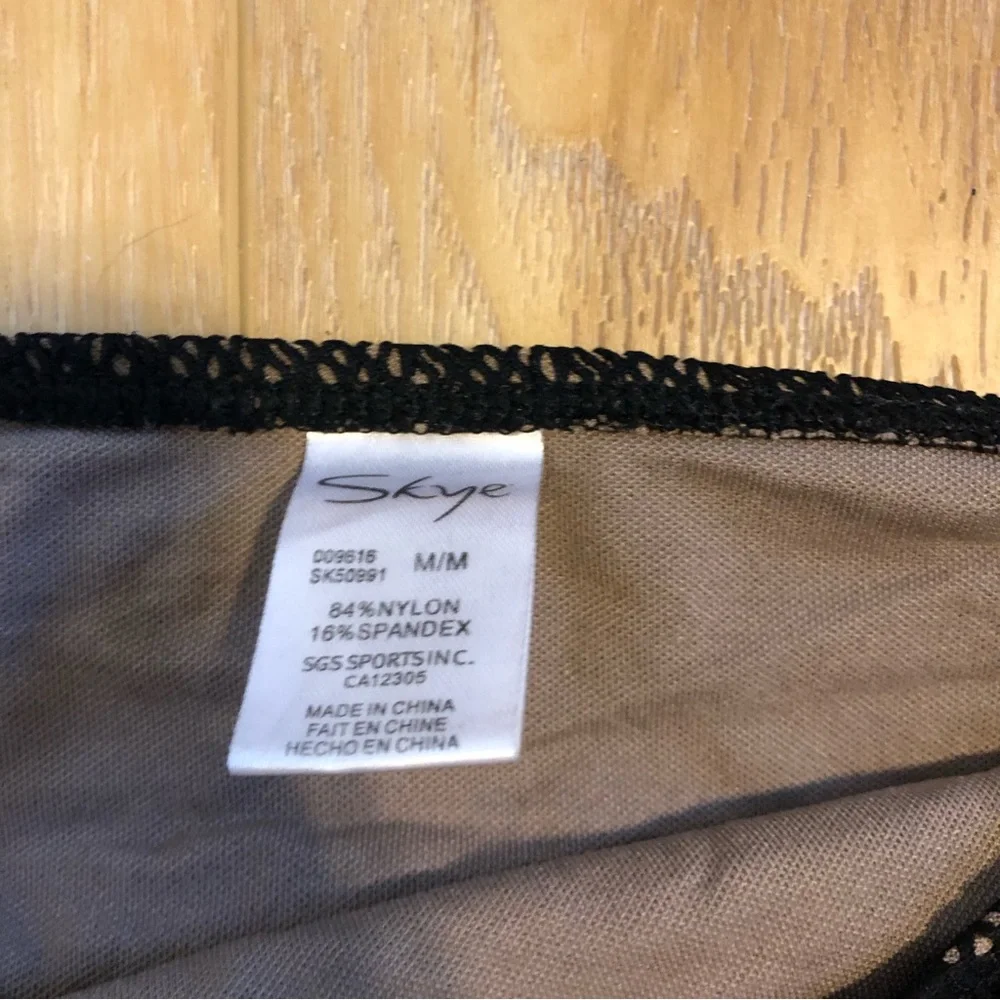 Skye
009616
SK50991
M/M
84%NYLON
16%SPANDEX
SGS SPORTS INC.
CA12305
MADE IN CHINA
FAIT EN CHINE
HECHO EN CHINA